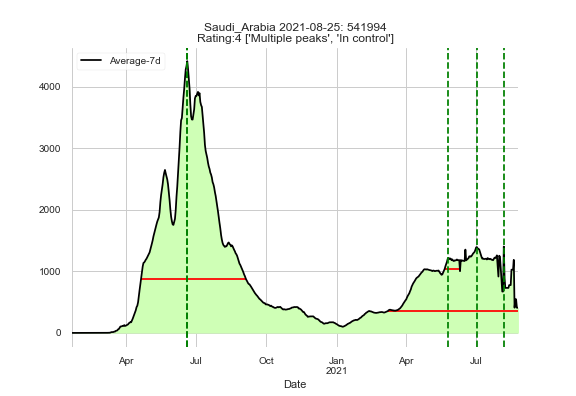 Saudi_Arabia 2021-08-25: 541994
Rating:4 ['Multiple peaks', 'In control']
Average-7d
4000
3000
2000
1000
0
Apr
Jul
Oct
Jan
2021
Apr
Jul
Date